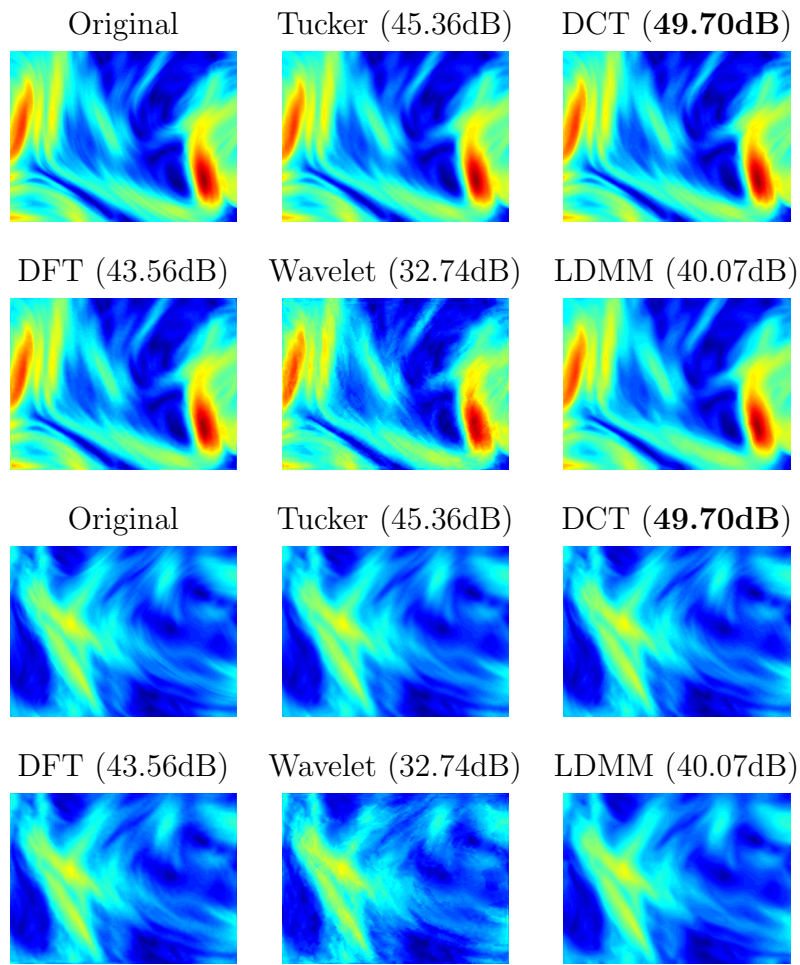 Original Tucker (45.36dB) DCT (49.70dB)
DFT (43.56dB) Wavelet (32.74dB) LDMM (40.07dB)
Original Tucker (45.36dB) DCT (49.70dB)
DFT (43.56dB) Wavelet (32.74dB) LDMM (40.07dB)